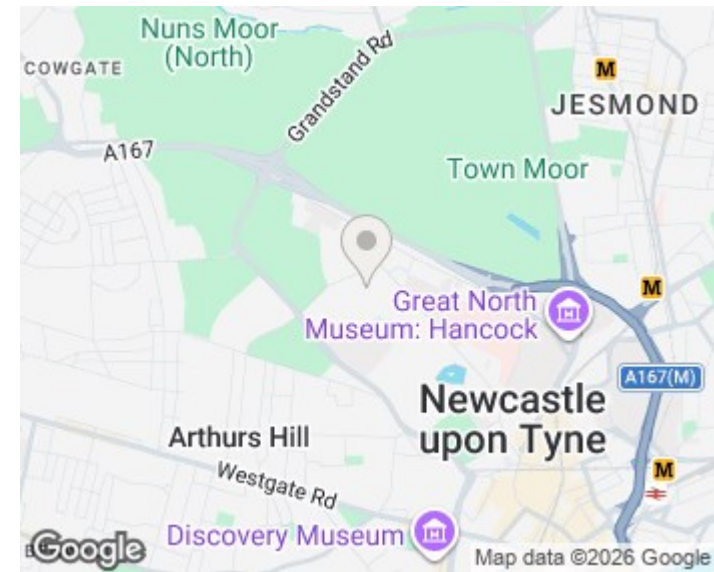 Nuns Moor
(North)
COWGATE
Grandstand Rd
M
JESMOND
A167
Town Moor
M
Great North
Museum: Hancock
A167(M)
Newcastle
upon Tyne
Arthurs Hill
Westgate Rd
M
Discovery Museum
Google
Map data ©2026 Google